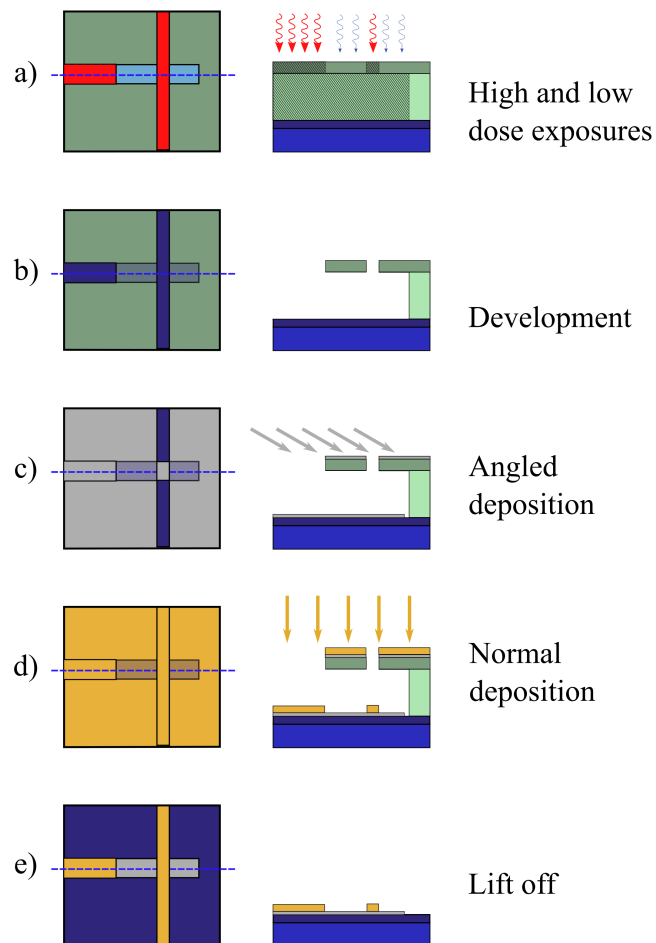 a)
High and low
dose exposures
b)
Development
c)
Angled
deposition
d)
Normal
deposition
e)
Lift off